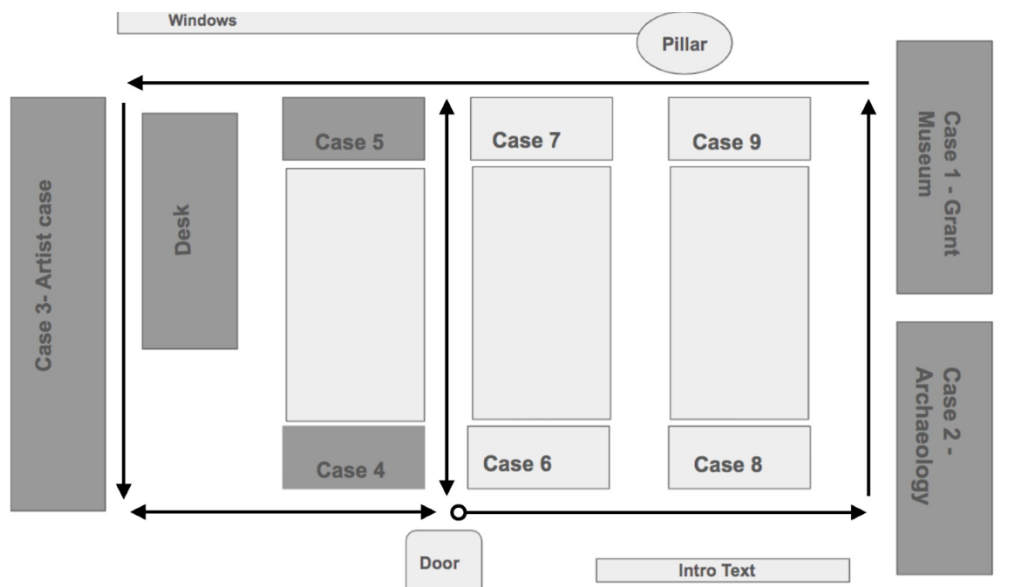 Windows
Pillar
Case 5
Case 7
Case 9
Case 1 - Grant
Museum
Desk
Case 3- Artist case
Case 2 -
Archaeology
Case 4
Case 6
Case 8
Door
Intro Text